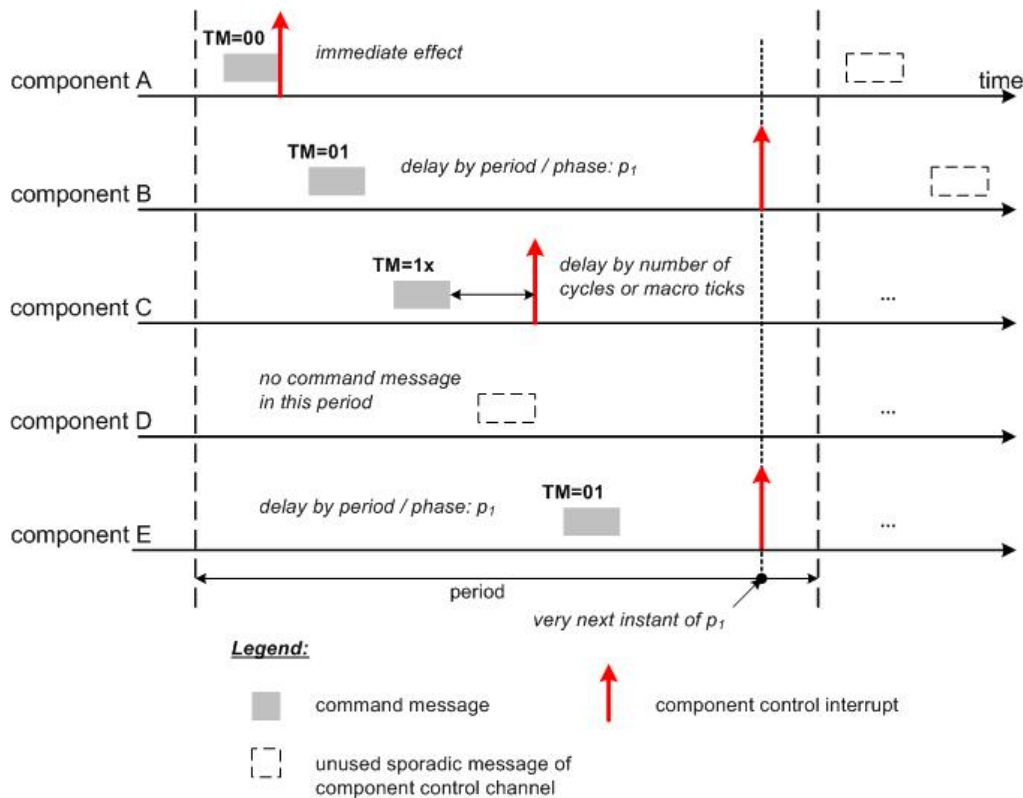 TM=00
immediate effect
component A
time
TM=01
delay by period / phase: p₁
component B
TM=1x
delay by number of
cycles or macro ticks
component C
...
no command message
in this period
component D
...
TM=01
delay by period / phase: p₁
component E
...
period
very next instant of p₁
Legend:
command message
component control interrupt
unused sporadic message of
component control channel